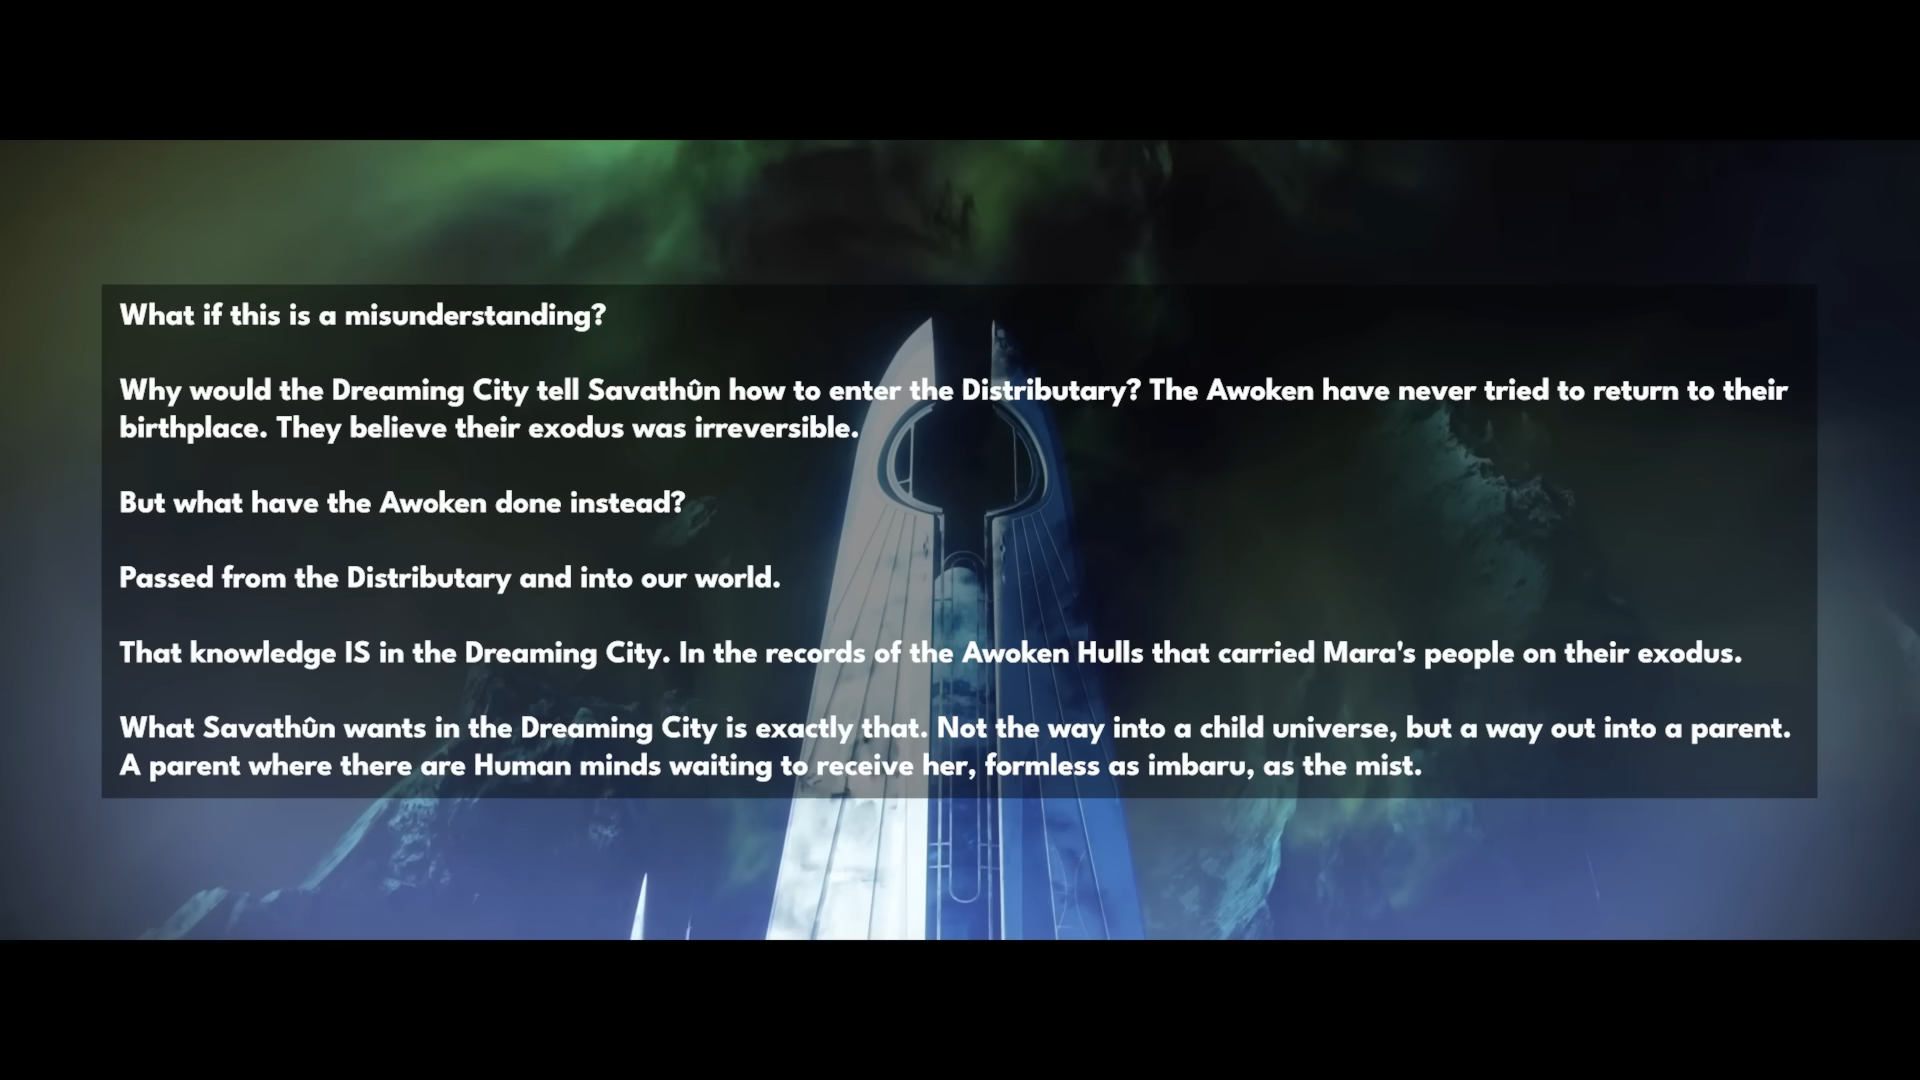 What if this is a misunderstanding?
Why would the Dreaming City tell Savathûn how to enter the Distributary? The Awoken have never tried to return to their
birthplace. They believe their exodus was irreversible.
But what have the Awoken done instead?
Passed from the Distributary and into our world.
That knowledge IS in the Dreaming City. In the records of the Awoken Hulls that carried Mara's people on their exodus.
What Savathûn wants in the Dreaming City is exactly that. Not the way into a child universe, but a way out into a parent.
A parent where there are Human minds waiting to receive her, formless as imbaru, as the mist.